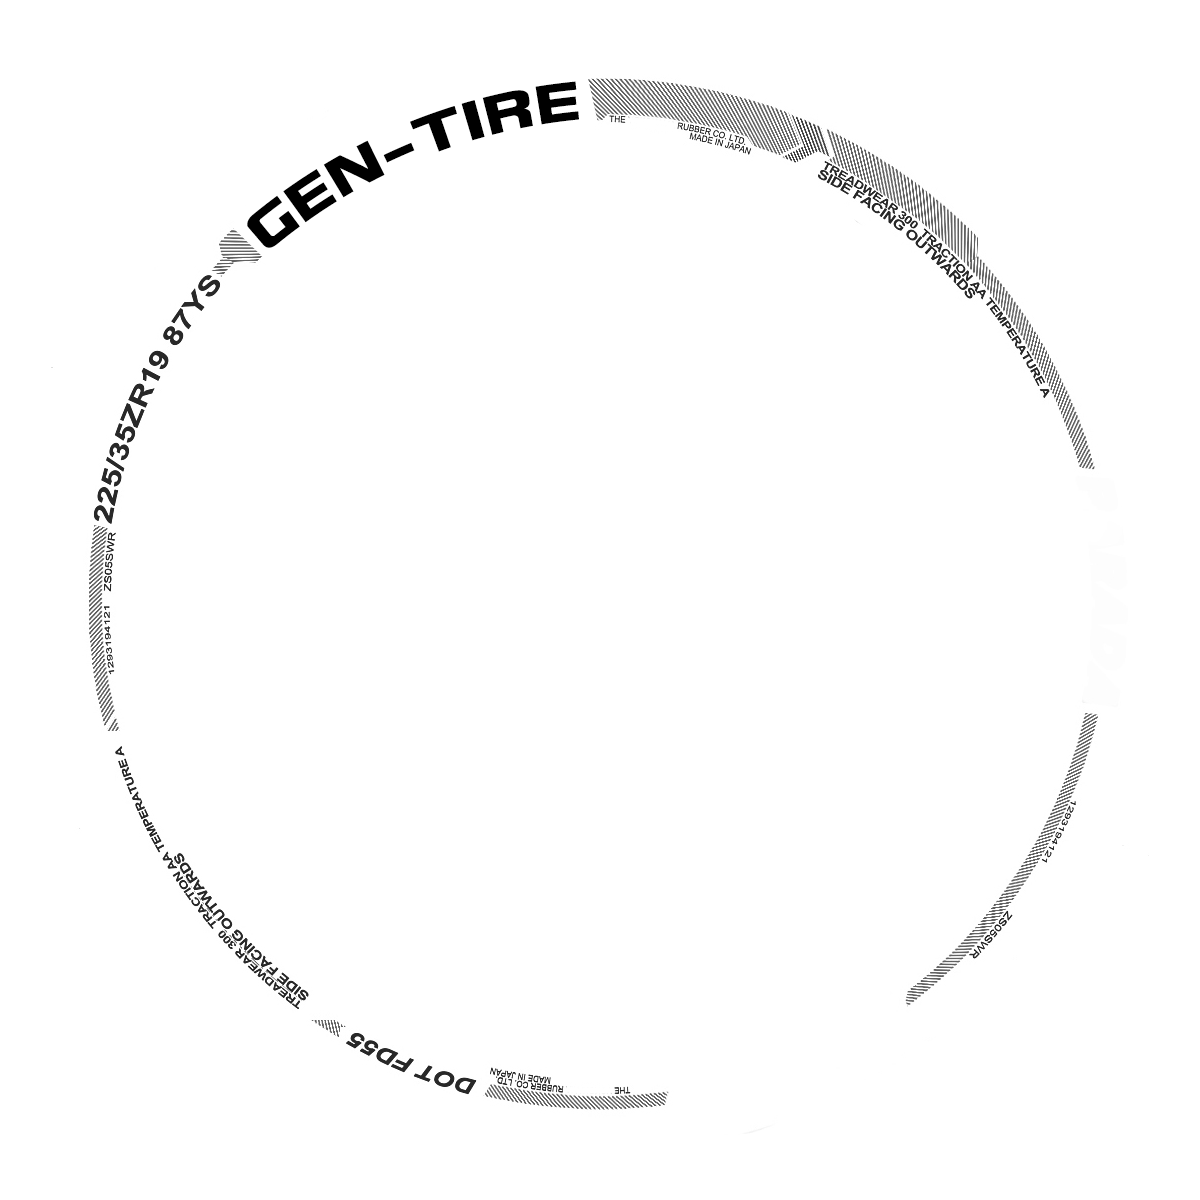 GEN-TIRE
THE RUBBER CO. LTD.
MADE IN JAPAN
TREADWEAR 300 TRACTION AA TEMPERATURE A
SIDE FACING OUTWARDS
1293194121 ZS05SWR
THE RUBBER CO. LTD.
MADE IN JAPAN
DOT FD55
TREADWEAR 300 TRACTION AA TEMPERATURE A
SIDE FACING OUTWARDS
1293194121 ZS05SWR
225/35ZR19 87YS